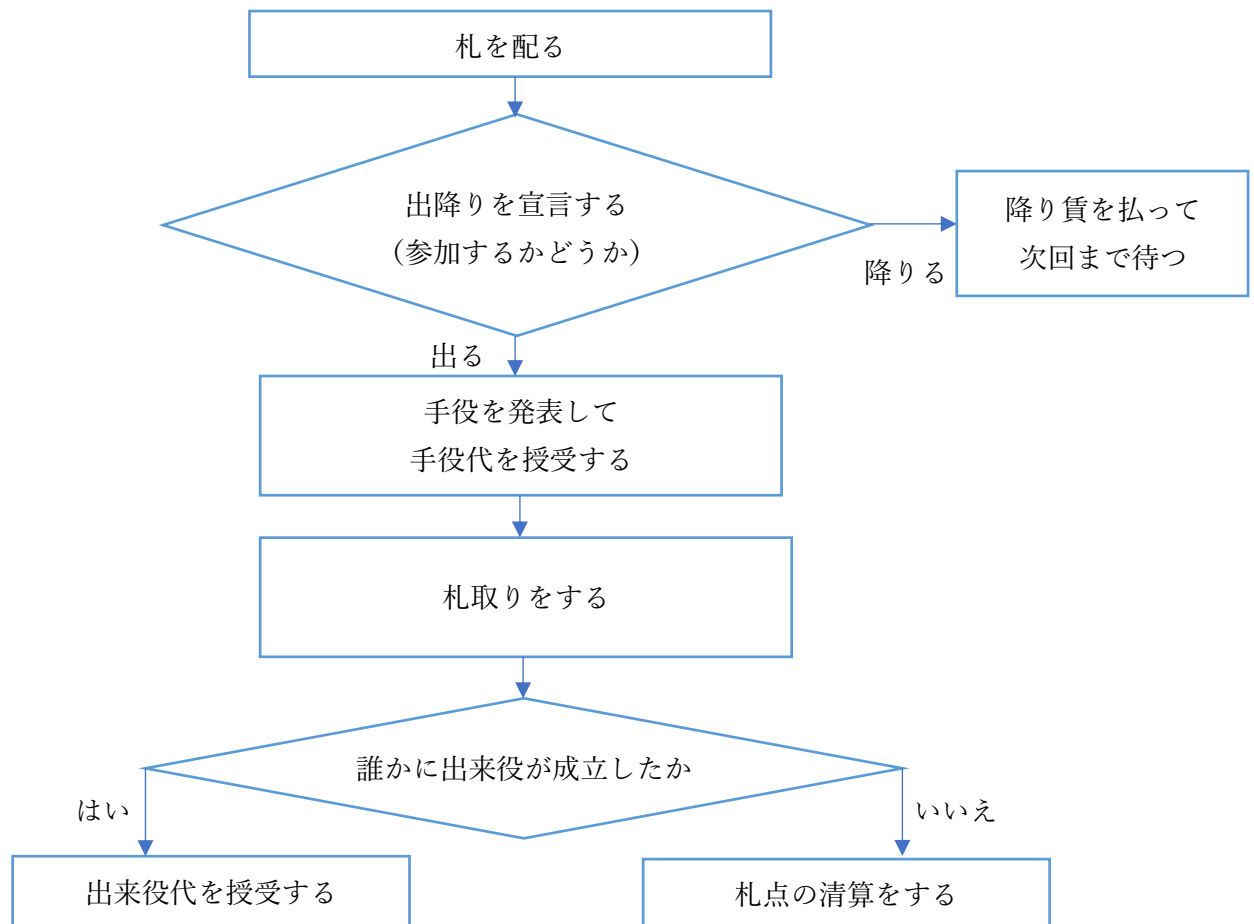 札を配る
出降りを宣言する
（参加するかどうか）
降り賃を払って
次回まで待つ
降りる
出る
手役を発表して
手役代を授受する
札取りをする
誰かに出来役が成立したか
はい
いいえ
出来役代を授受する
札点の清算をする